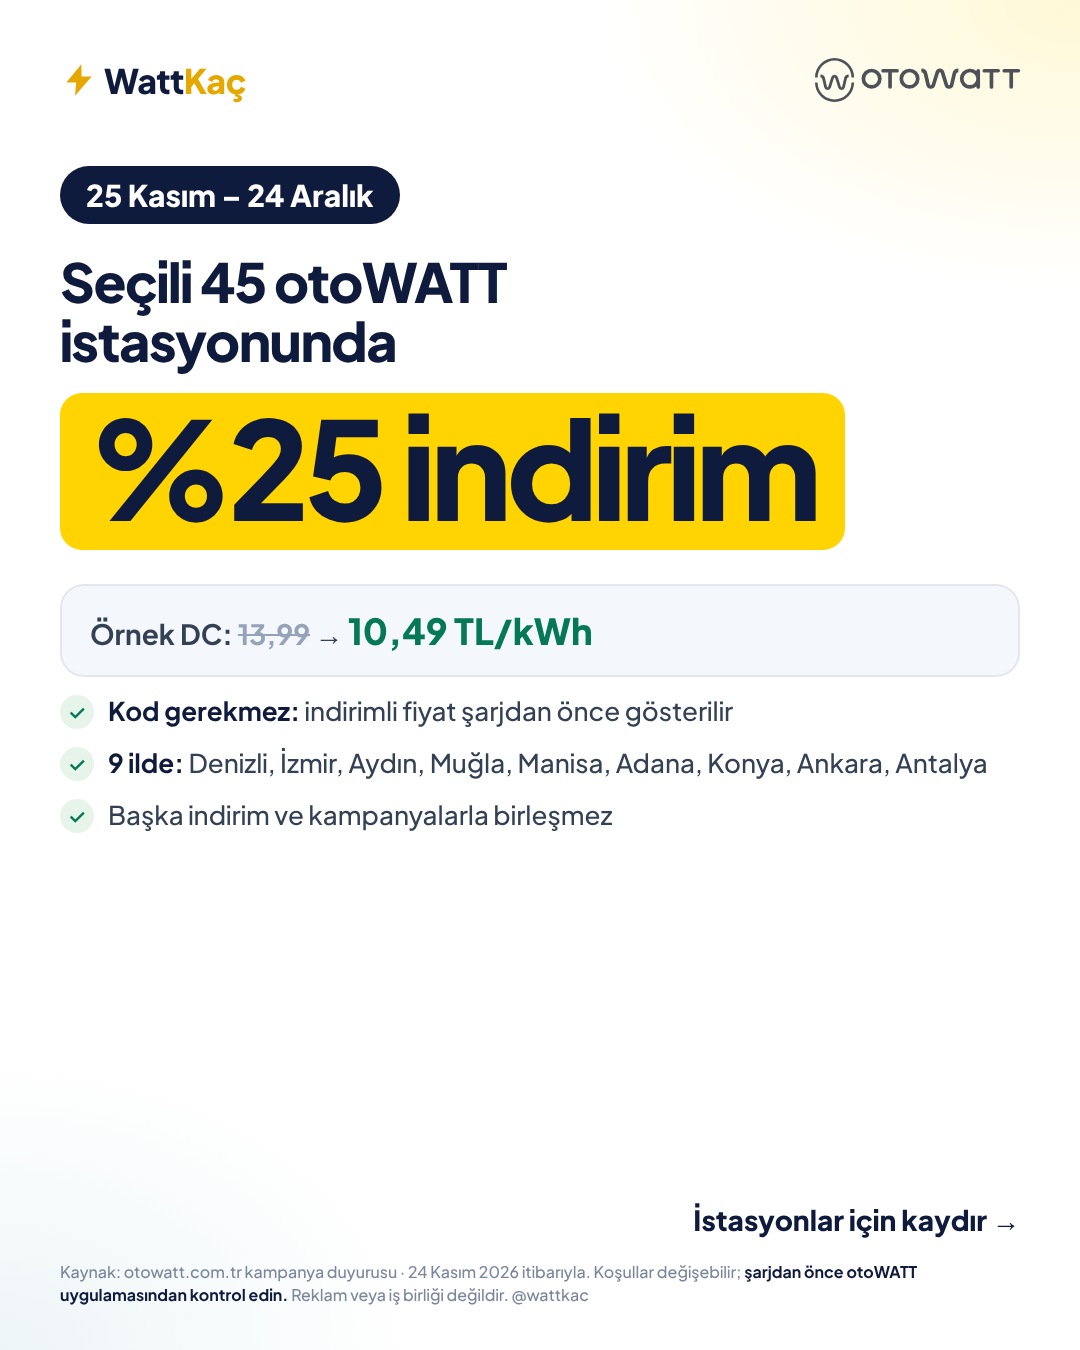 WattKaç
otowatt
25 Kasım – 24 Aralık
Seçili 45 otoWATT
istasyonunda
%25 indirim
Örnek DC: 13,99 → 10,49 TL/kWh
Kod gerekmez: indirimli fiyat şarjdan önce gösterilir
9 ilde: Denizli, İzmir, Aydın, Muğla, Manisa, Adana, Konya, Ankara, Antalya
Başka indirim ve kampanyalarla birleşmez
İstasyonlar için kaydır →
Kaynak: otowatt.com.tr kampanya duyurusu · 24 Kasım 2026 itibarıyla. Koşullar değişebilir; şarjdan önce otoWATT
uygulamasından kontrol edin. Reklam veya iş birliği değildir. @wattkac